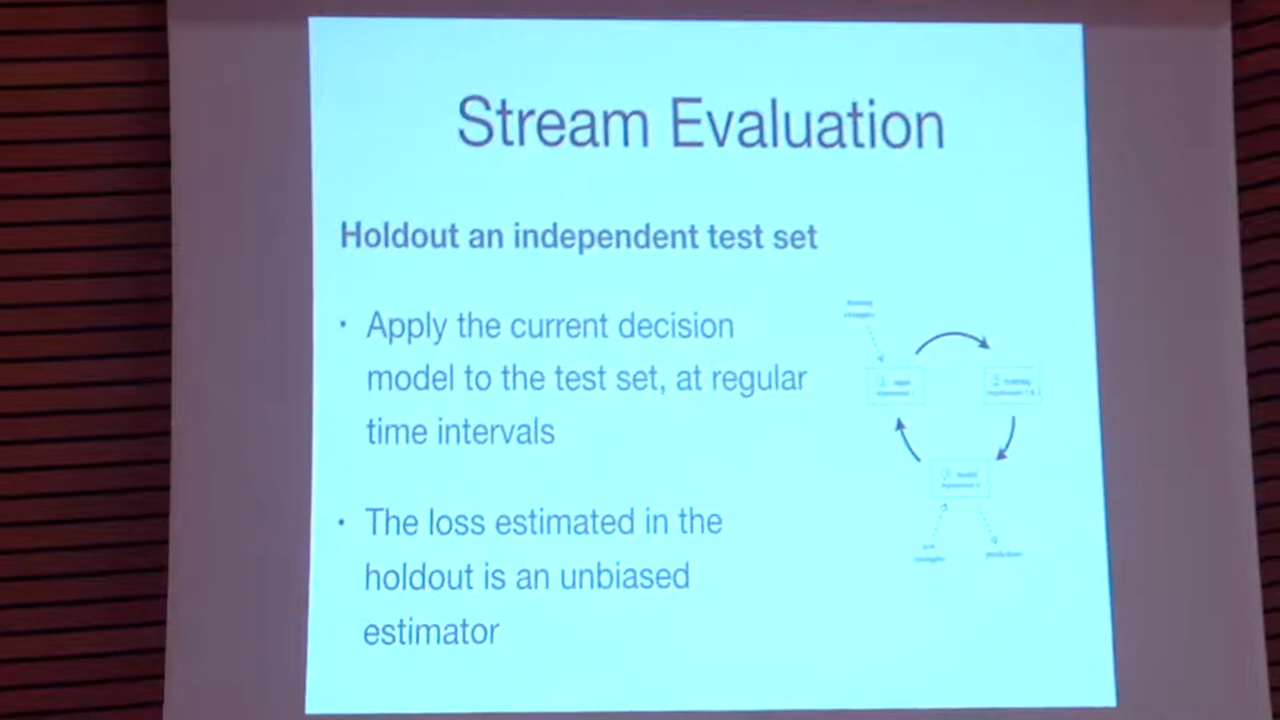 Stream Evaluation
Holdout an independent test set
· Apply the current decision
model to the test set, at regular
time intervals
· The loss estimated in the
holdout is an unbiased
estimator